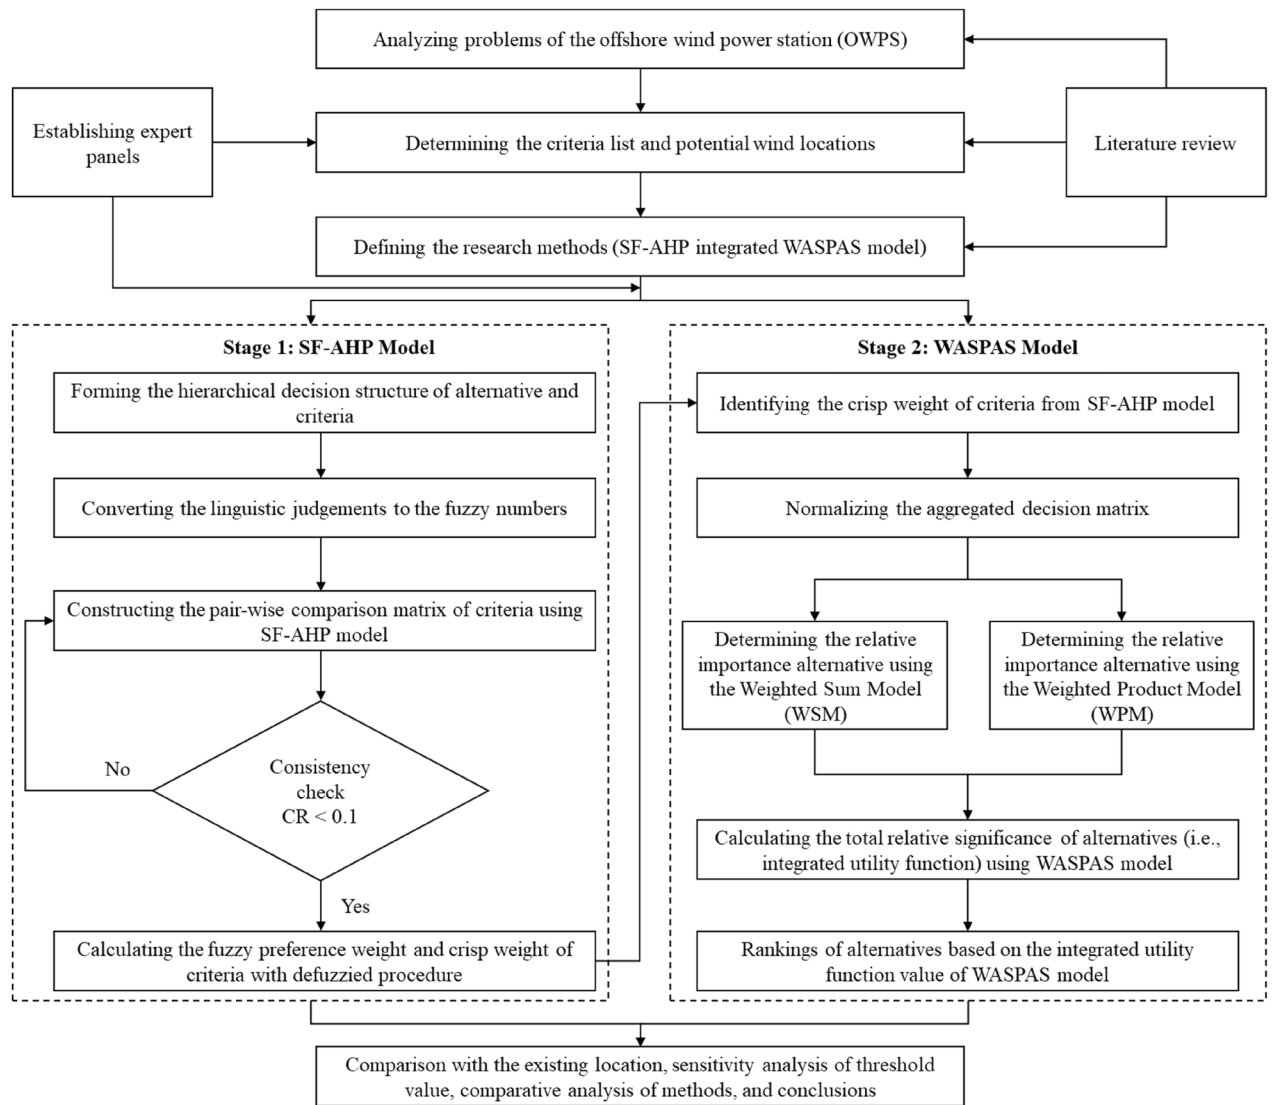 Analyzing problems of the offshore wind power station (OWPS)
Establishing expert
panels
Determining the criteria list and potential wind locations
Literature review
Defining the research methods (SF-AHP integrated WASPAS model)
Stage 1: SF-AHP Model
Forming the hierarchical decision structure of alternative and
criteria
Converting the linguistic judgements to the fuzzy numbers
Constructing the pair-wise comparison matrix of criteria using
SF-AHP model
No
Consistency
check
CR < 0.1
Yes
Calculating the fuzzy preference weight and crisp weight of
criteria with defuzzied procedure
Stage 2: WASPAS Model
Identifying the crisp weight of criteria from SF-AHP model
Normalizing the aggregated decision matrix
Determining the relative
importance alternative using
the Weighted Sum Model
(WSM)
Determining the relative
importance alternative using
the Weighted Product Model
(WPM)
Calculating the total relative significance of alternatives (i.e.,
integrated utility function) using WASPAS model
Rankings of alternatives based on the integrated utility
function value of WASPAS model
Comparison with the existing location, sensitivity analysis of threshold
value, comparative analysis of methods, and conclusions